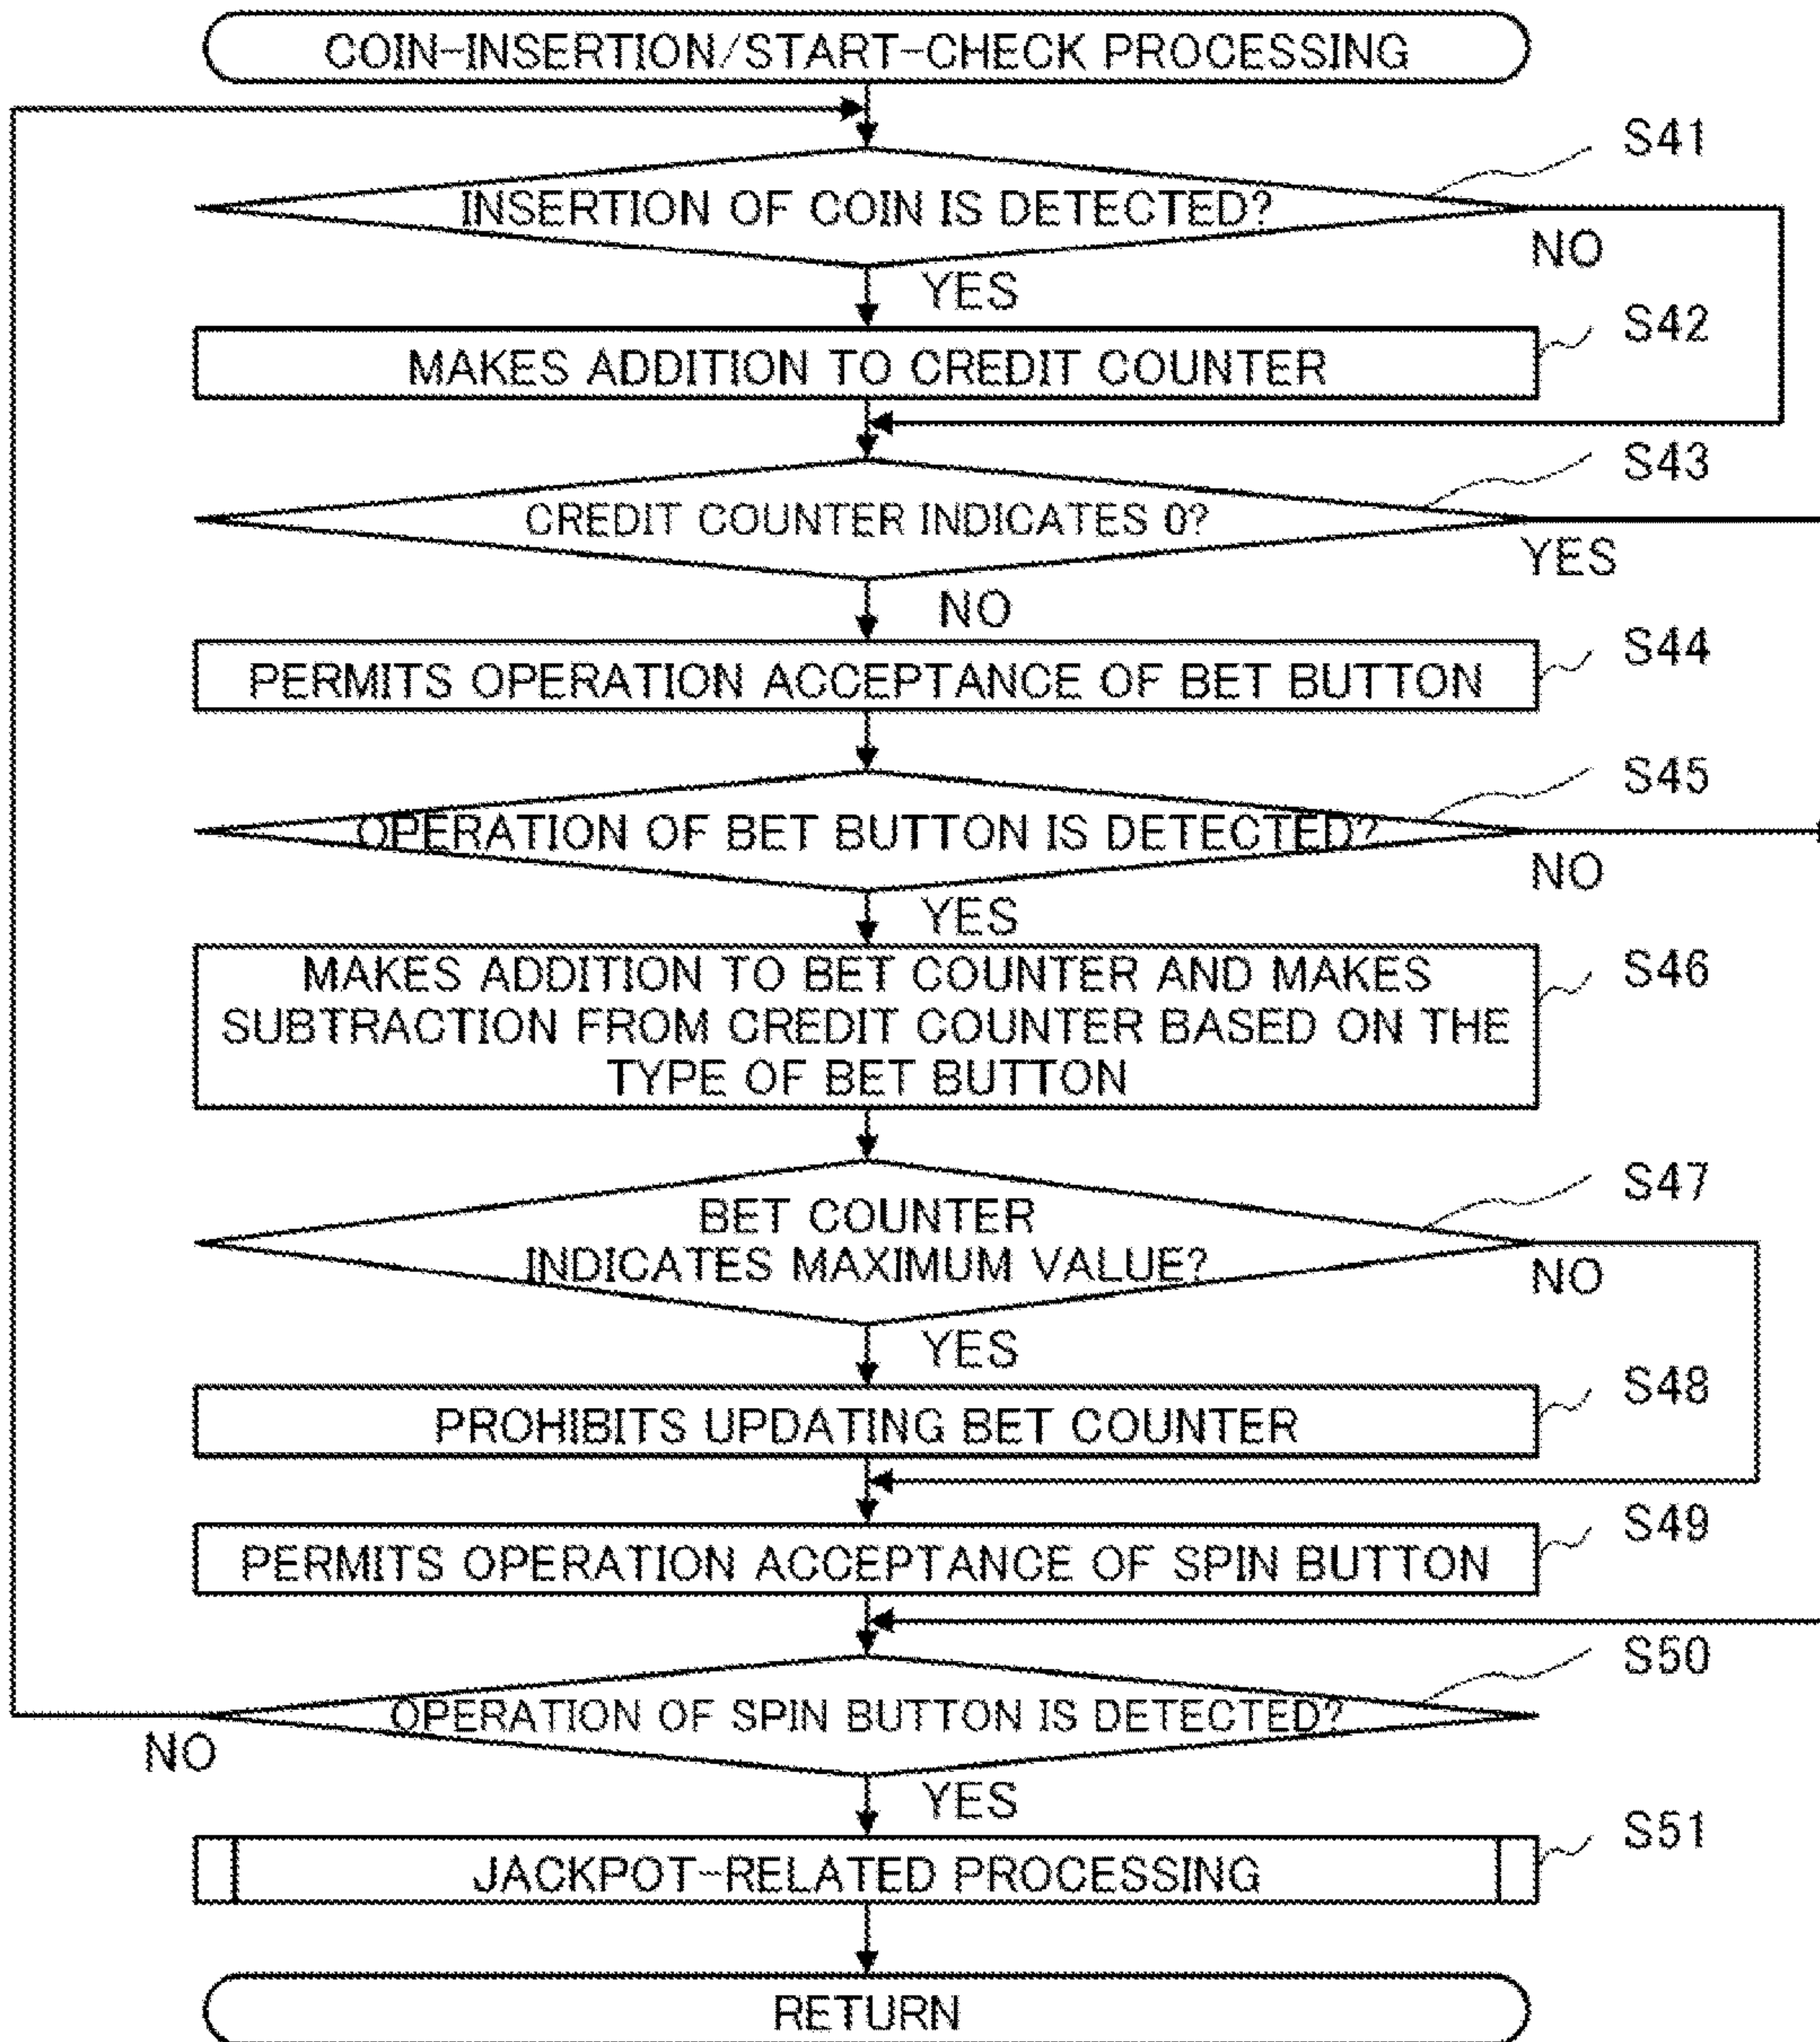 COIN-INSERTION/START-CHECK PROCESSING
S41
INSERTION OF COIN IS DETECTED?
NO
YES
S42
MAKES ADDITION TO CREDIT COUNTER
S43
CREDIT COUNTER INDICATES 0?
YES
NO
S44
PERMITS OPERATION ACCEPTANCE OF BET BUTTON
S45
OPERATION OF BET BUTTON IS DETECTED?
NO
YES
S46
MAKES ADDITION TO BET COUNTER AND MAKES
SUBTRACTION FROM CREDIT COUNTER BASED ON THE
TYPE OF BET BUTTON
S47
BET COUNTER
INDICATES MAXIMUM VALUE?
NO
YES
S48
PROHIBITS UPDATING BET COUNTER
S49
PERMITS OPERATION ACCEPTANCE OF SPIN BUTTON
S50
OPERATION OF SPIN BUTTON IS DETECTED?
NO
YES
S51
JACKPOT-RELATED PROCESSING
RETURN